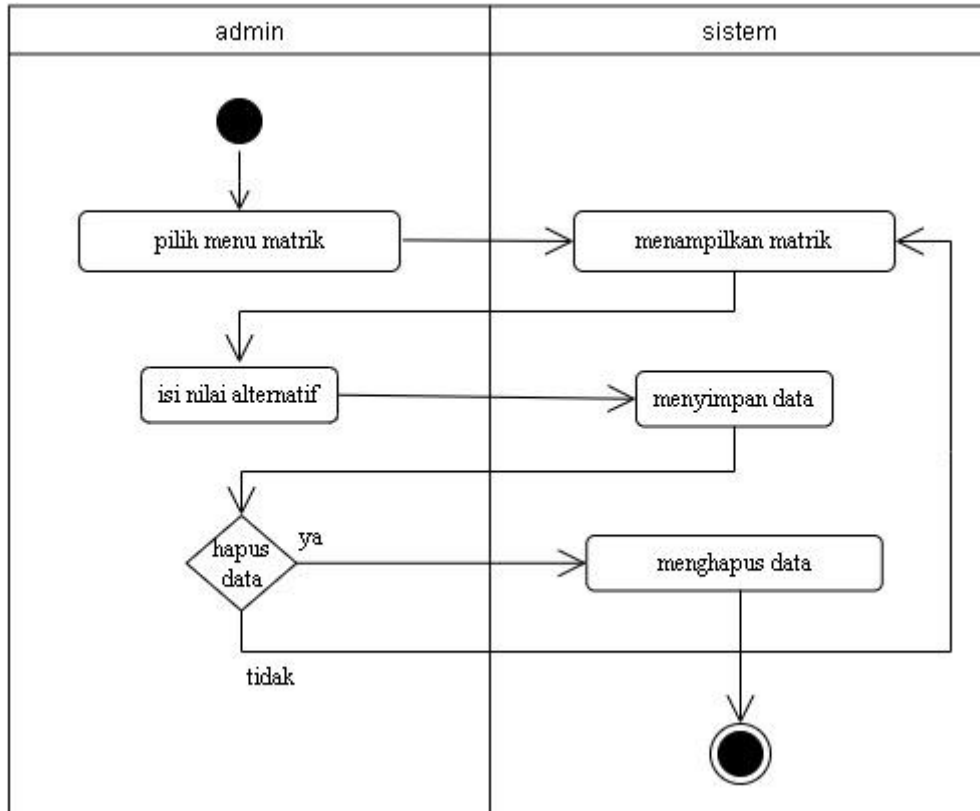 admin
sistem
pilih menu matrik
menampilkan matrik
isi nilai alternatif
menyimpan data
hapus
data
ya
menghapus data
tidak